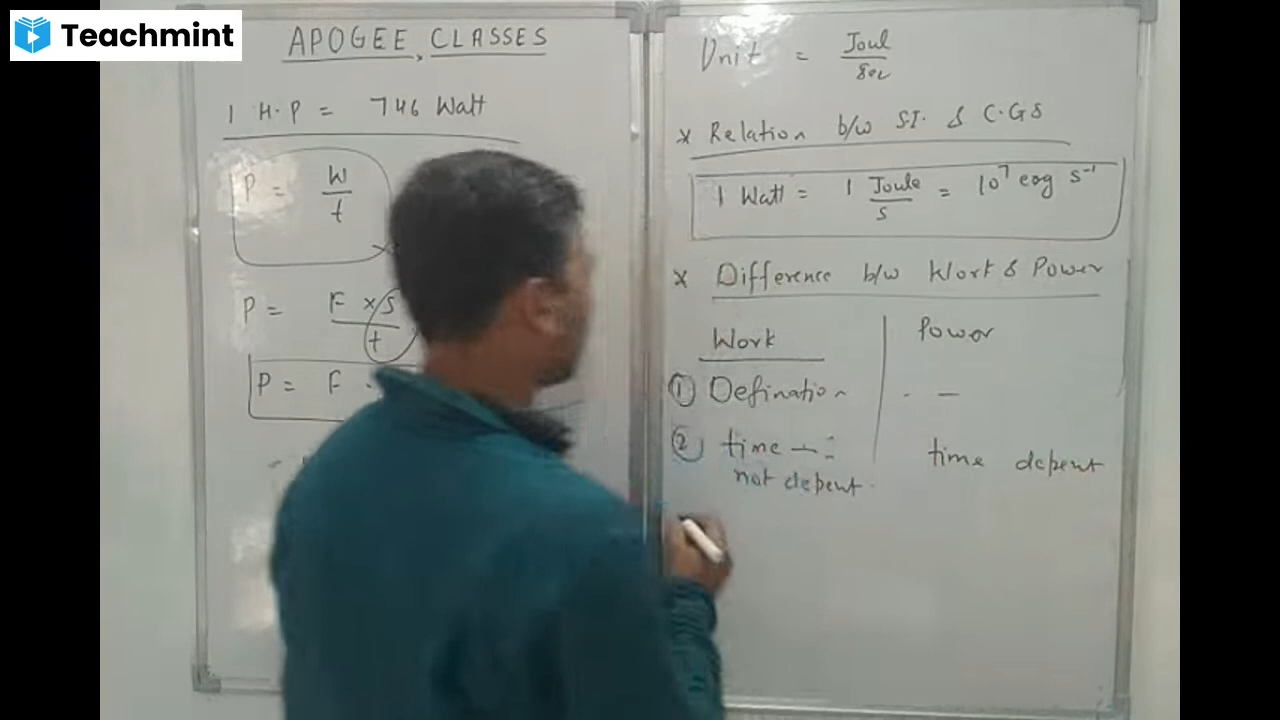 Teachmint
APOGEE CLASSES
1 H.P = 746 Watt
P = W
t
P = F x S
t
P = F .
Unit = Joul
Sec
* Relation b/w S.I. & C.G.S
1 Watt = 1 Joule = 10⁷ erg s⁻¹
s
* Difference b/w Work & Power
Work Power
① Defination . —
② time —: time depent
not depent.